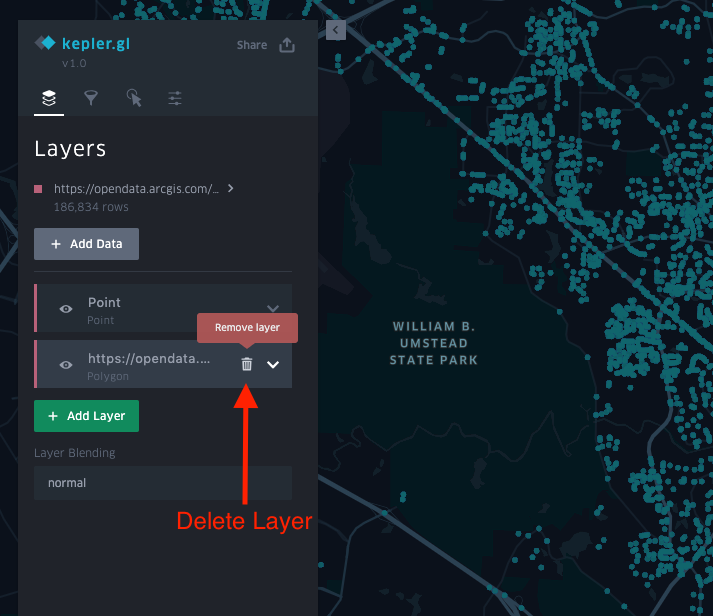 kepler.gl
Share
v1.0
Layers
https://opendata.arcgis.com/...
186,834 rows
+ Add Data
Point
Point
Remove layer
https://opendata....
Polygon
+ Add Layer
Layer Blending
normal
Delete Layer
WILLIAM B.
UMSTEAD
STATE PARK